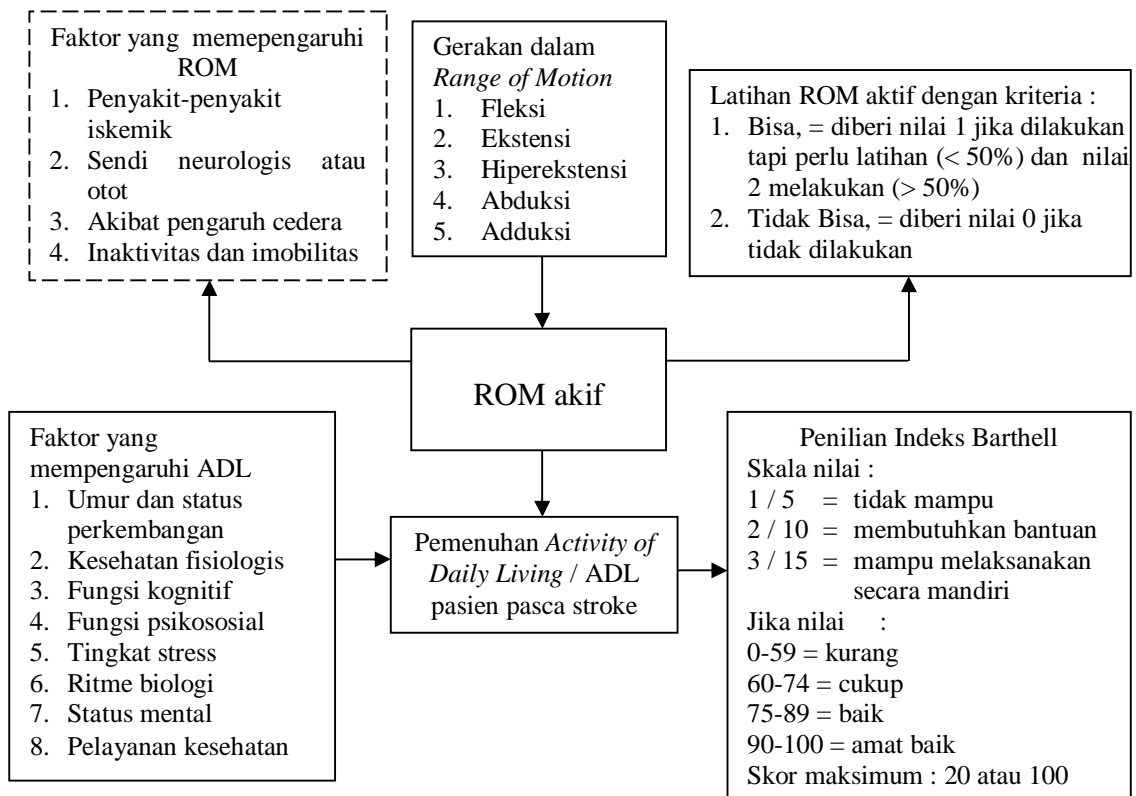 Faktor yang memepengaruhi
ROM
1. Penyakit-penyakit
iskemik
2. Sendi neurologis atau
otot
3. Akibat pengaruh cedera
4. Inaktivitas dan imobilitas
Gerakan dalam
Range of Motion
1. Fleksi
2. Ekstensi
3. Hiperekstensi
4. Abduksi
5. Adduksi
Latihan ROM aktif dengan kriteria :
1. Bisa, = diberi nilai 1 jika dilakukan
tapi perlu latihan (< 50%) dan nilai
2 melakukan (> 50%)
2. Tidak Bisa, = diberi nilai 0 jika
tidak dilakukan
ROM akif
Faktor yang
mempengaruhi ADL
1. Umur dan status
perkembangan
2. Kesehatan fisiologis
3. Fungsi kognitif
4. Fungsi psikososial
5. Tingkat stress
6. Ritme biologi
7. Status mental
8. Pelayanan kesehatan
Pemenuhan Activity of
Daily Living / ADL
pasien pasca stroke
Penilian Indeks Barthell
Skala nilai :
1 / 5 = tidak mampu
2 / 10 = membutuhkan bantuan
3 / 15 = mampu melaksanakan
secara mandiri
Jika nilai :
0-59 = kurang
60-74 = cukup
75-89 = baik
90-100 = amat baik
Skor maksimum : 20 atau 100